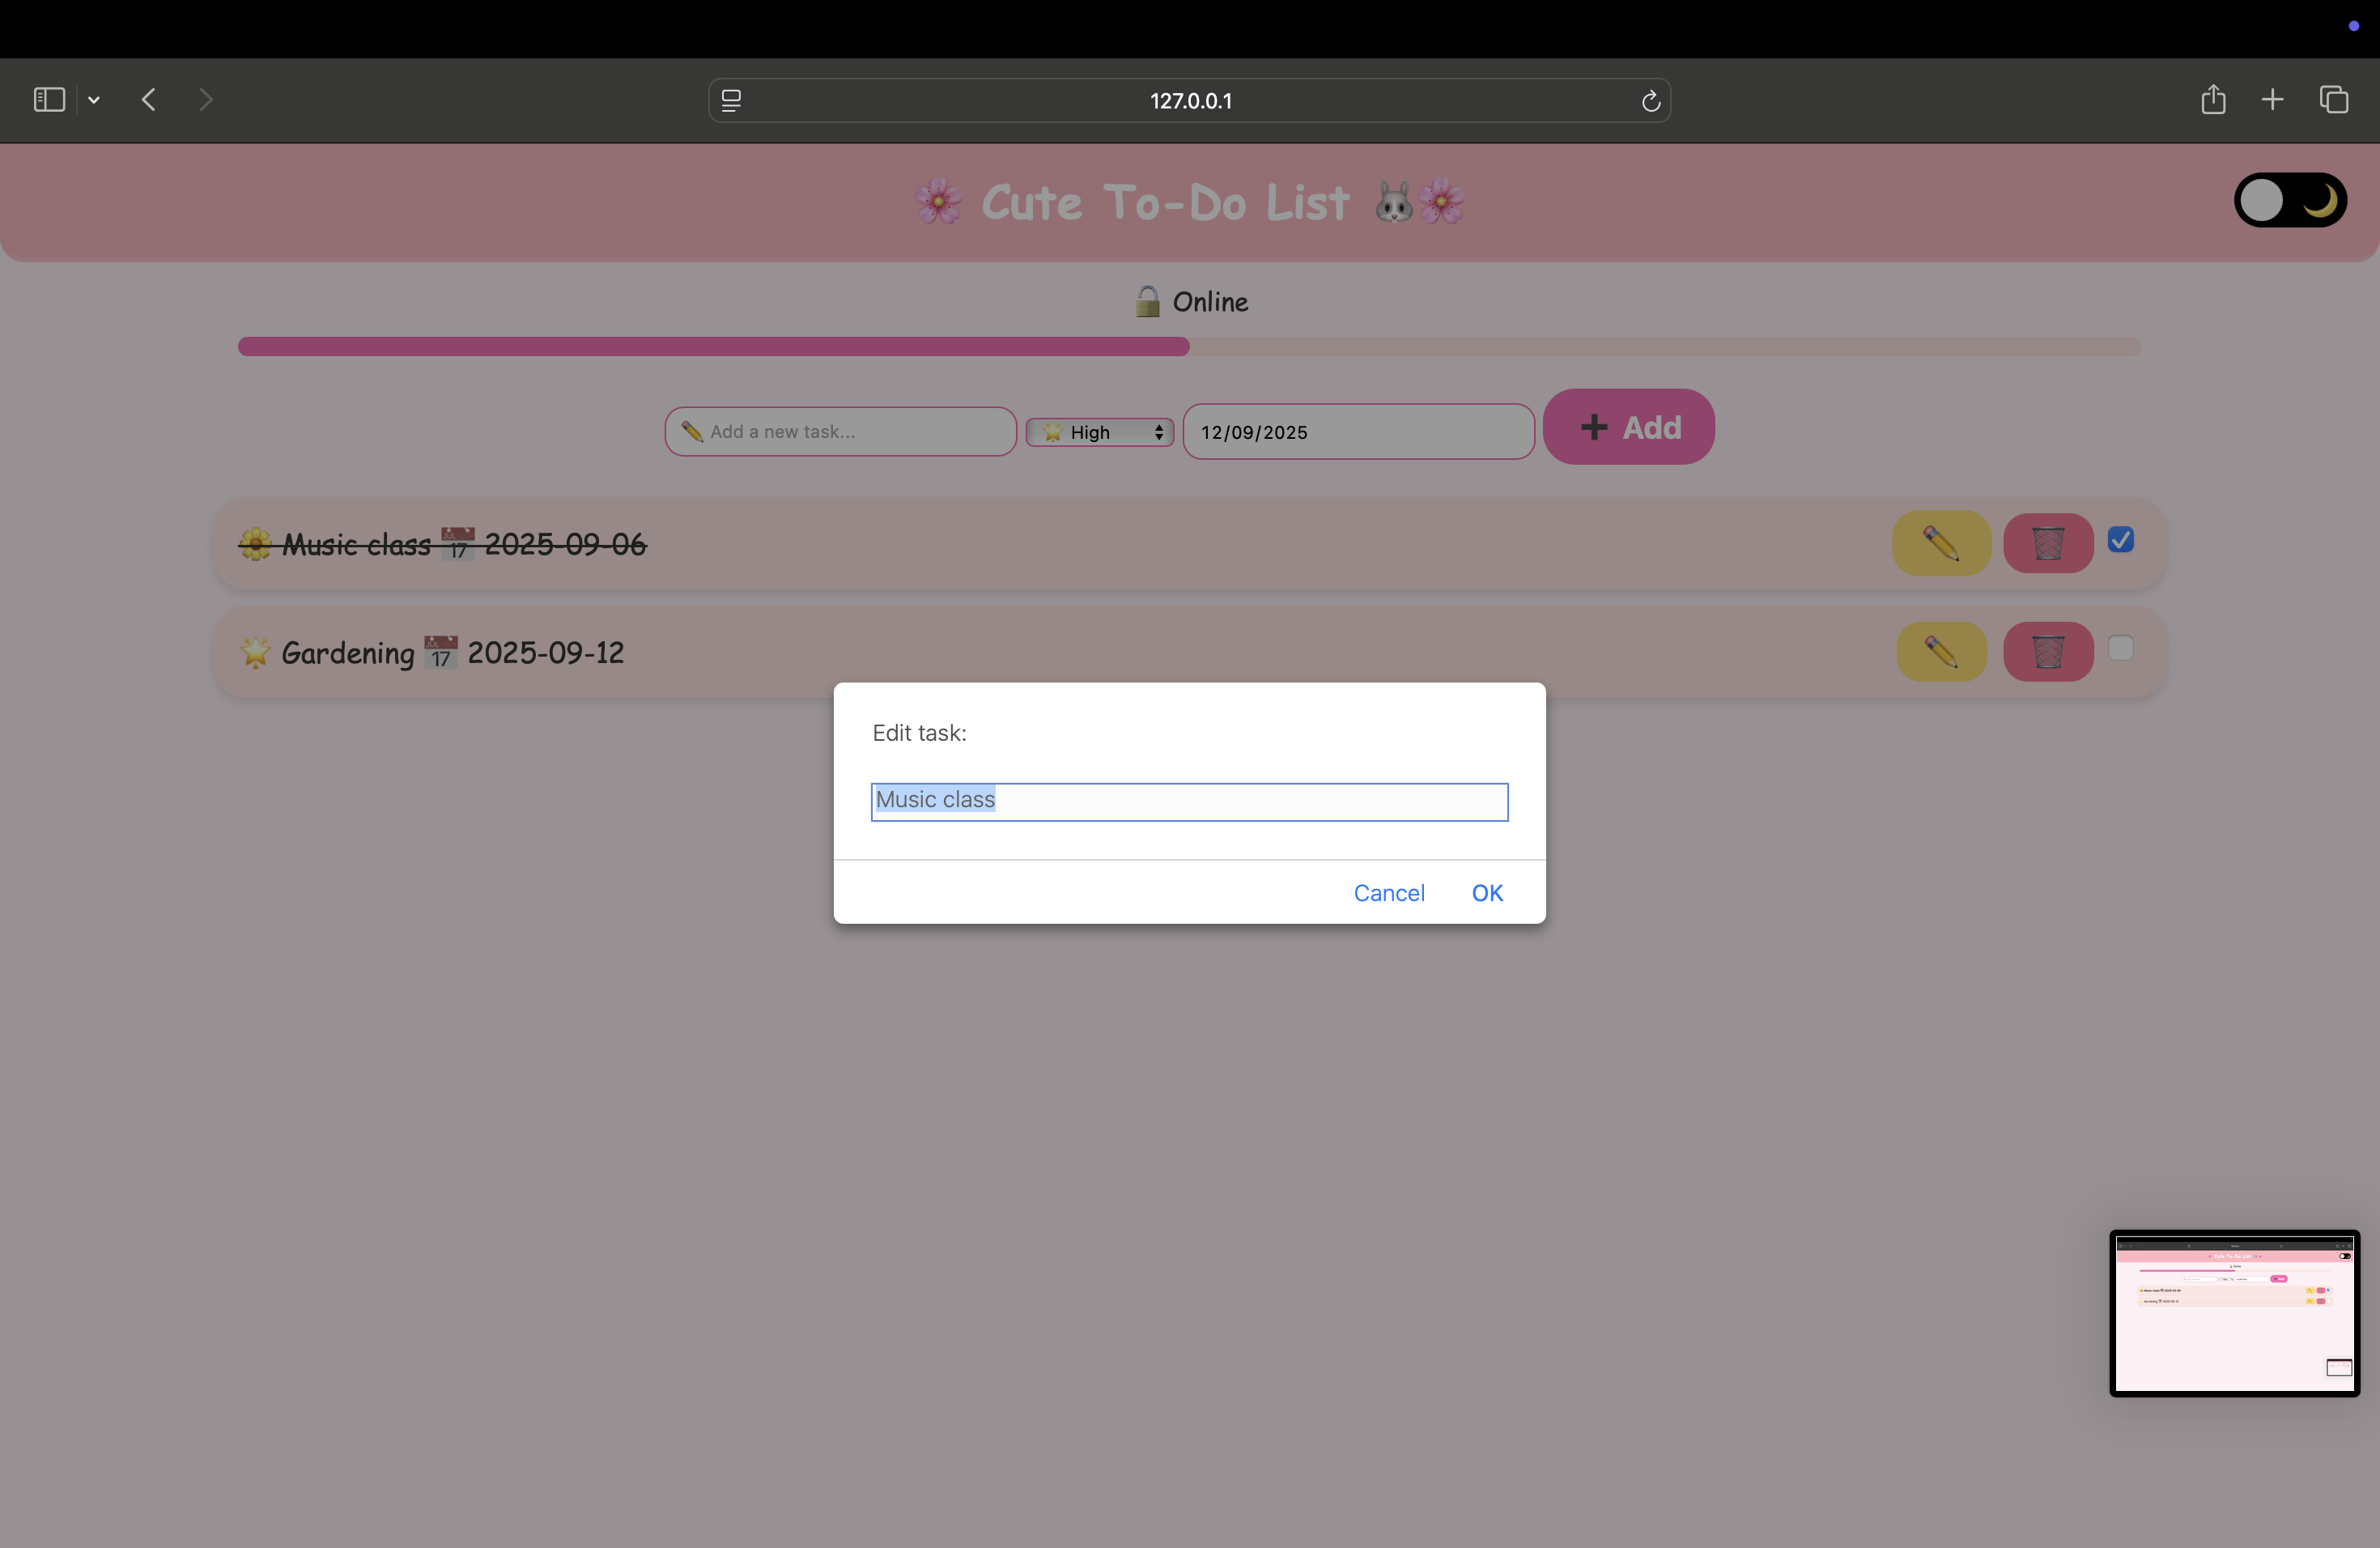 127.0.0.1
🌸 Cute To-Do List 🐰🌸
🔓 Online
✏️ Add a new task...
🌟 High
12/09/2025
➕ Add
🌼 Music class 📅 2025-09-06
🌟 Gardening 📅 2025-09-12
Edit task:
Music class
Cancel
OK